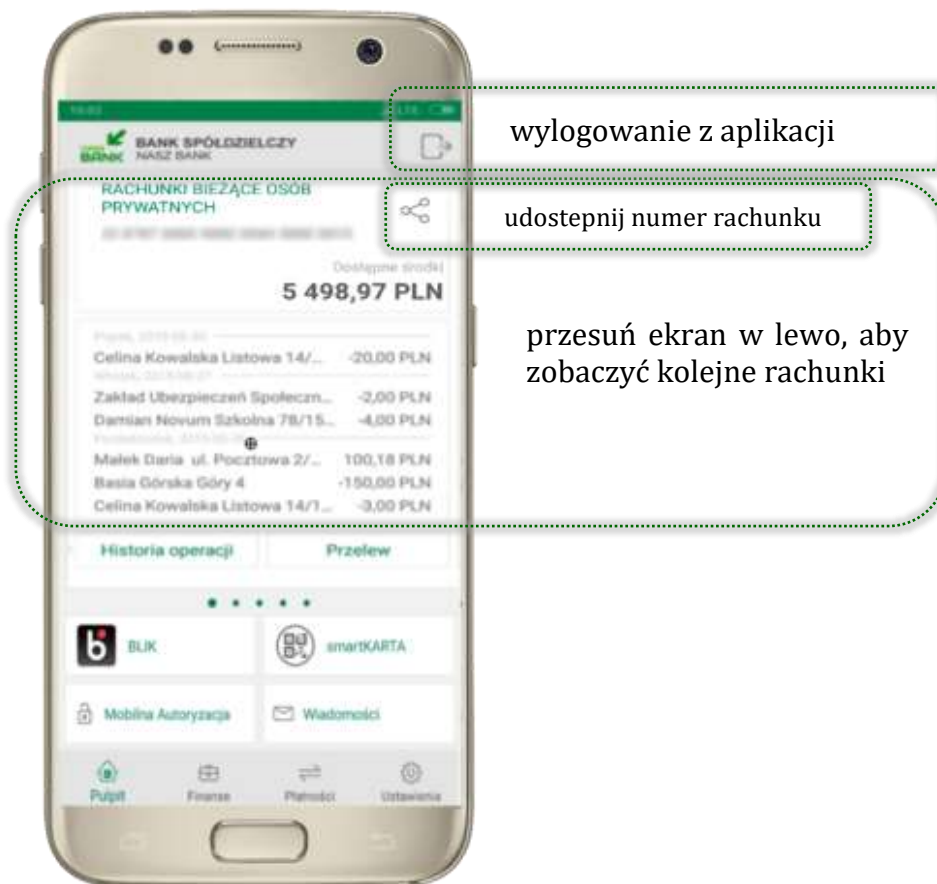 wylogowanie z aplikacji
BANK SPÓŁDZIELCZY
BANK NASZ BANK
RACHUNKI BIEŻĄCE OSÓB
PRYWATNYCH
udostepnij numer rachunku
Dostępne środki
5 498,97 PLN
przesuń ekran w lewo, aby
zobaczyć kolejne rachunki
Celina Kowalska Listowa 14/... -20,00 PLN
Zakład Ubezpieczeń Społeczn... -2,00 PLN
Damian Novum Szkolna 78/15... -4,00 PLN
Małek Daria ul. Pocztowa 2/... 100,18 PLN
Basia Górska Góry 4 -150,00 PLN
Celina Kowalska Listowa 14/1... -3,00 PLN
Historia operacji Przelew
BLIK smartKARTA
Mobilna Autoryzacja Wiadomości
Pulpit Finanse Płatności Ustawienia